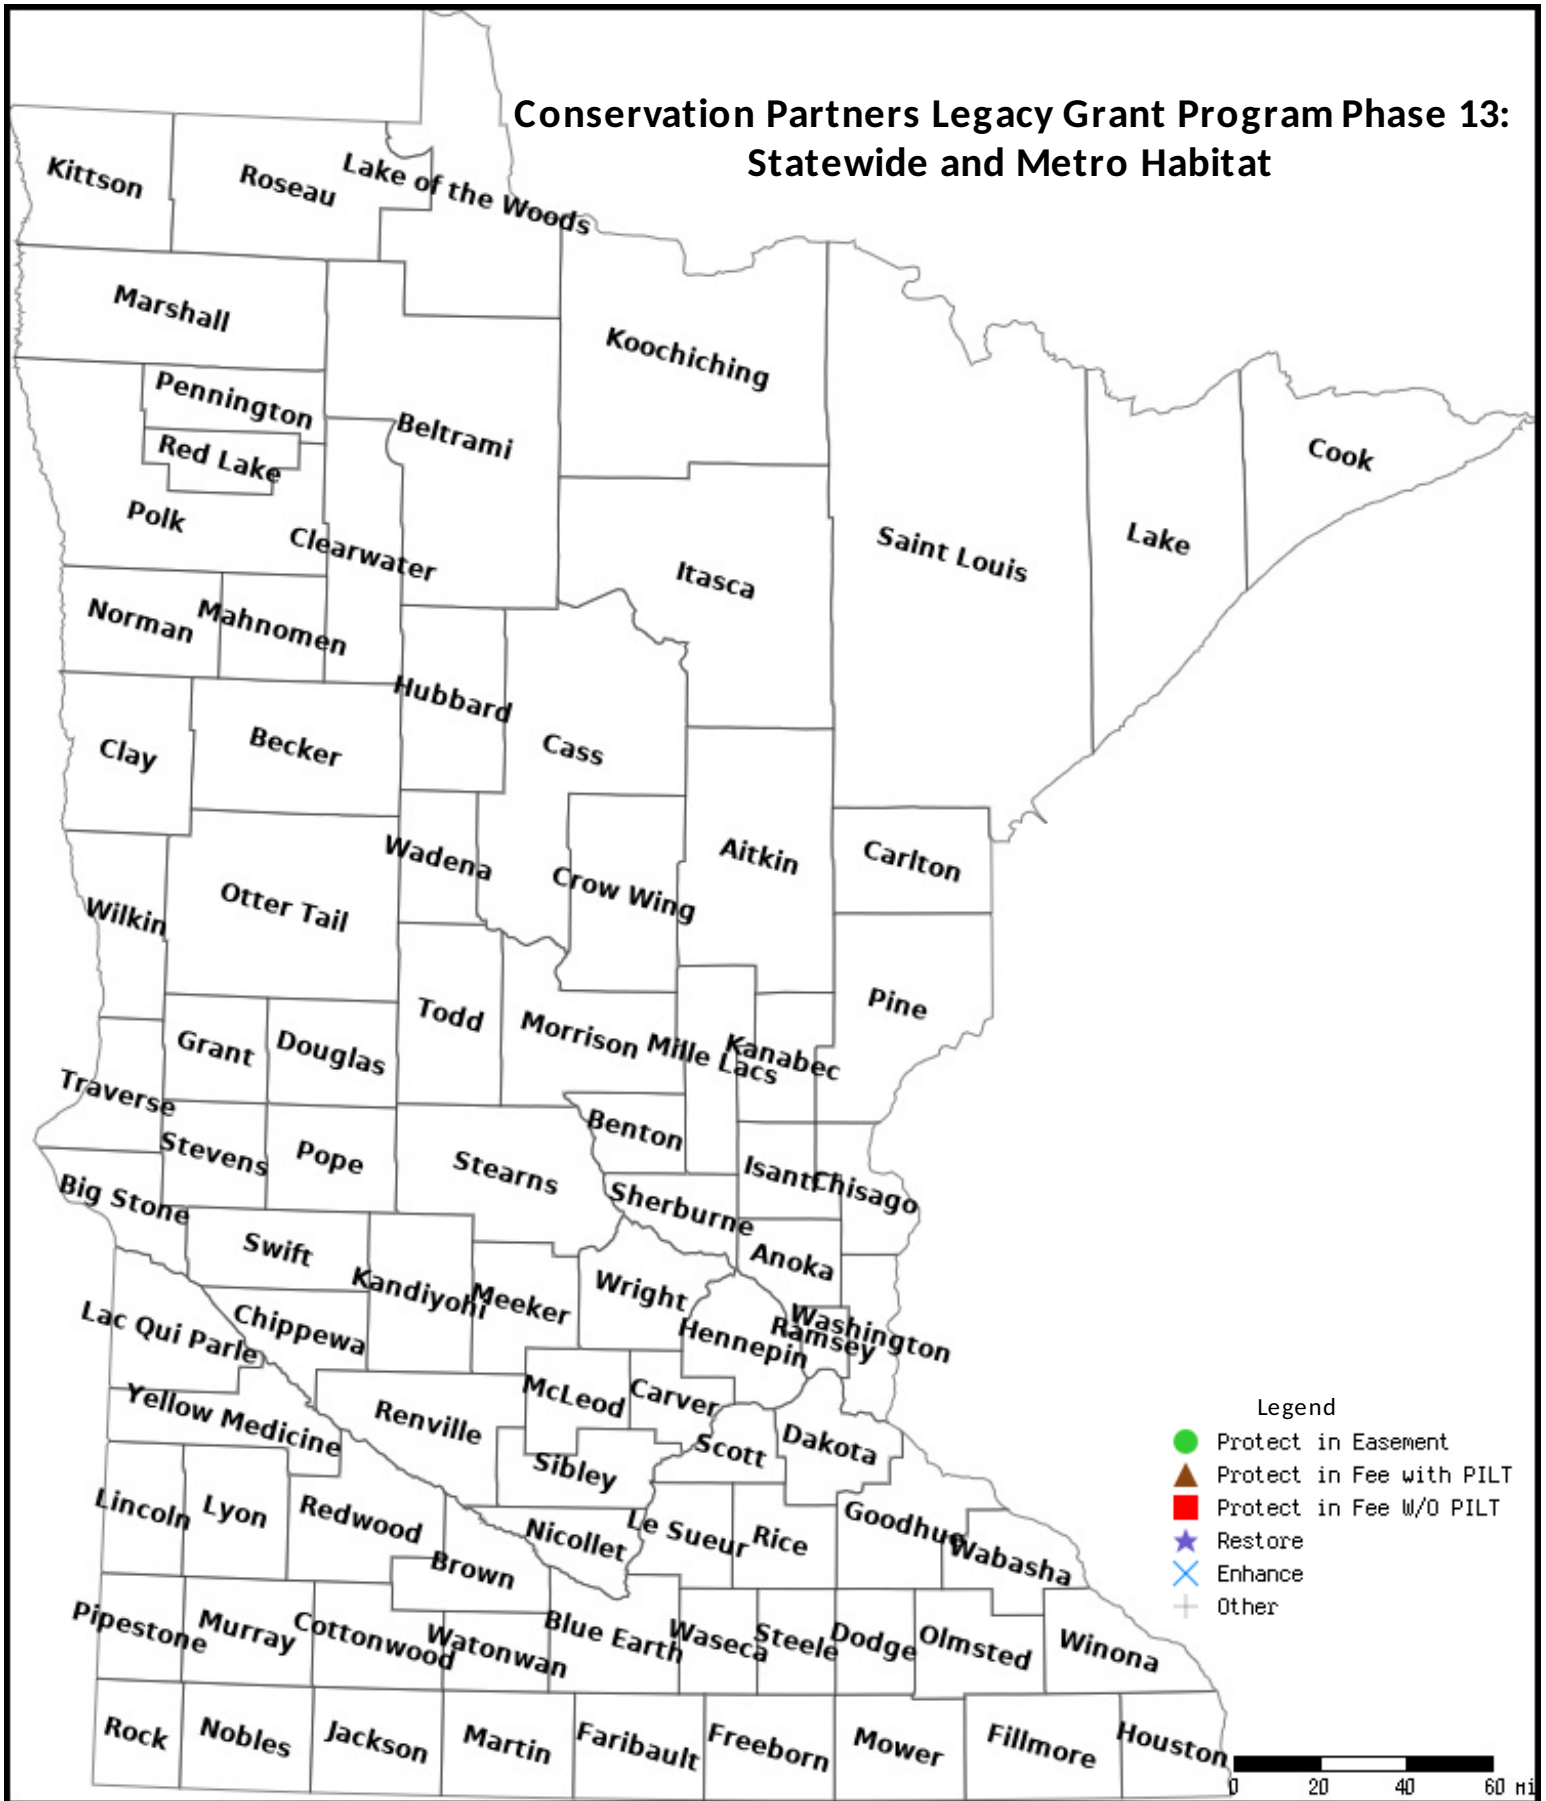 Conservation Partners Legacy Grant Program Phase 13:
Statewide and Metro Habitat
Kittson
Roseau
Lake of the Woods
Marshall
Koochiching
Pennington
Beltrami
Red Lake
Cook
Polk
Clearwater
Saint Louis
Lake
Itasca
Norman
Mahnomen
Hubbard
Clay
Becker
Cass
Wadena
Aitkin
Carlton
Otter Tail
Crow Wing
Wilkin
Pine
Todd
Morrison
Mille Lacs
Kanabec
Grant
Douglas
Traverse
Benton
Stevens
Pope
Stearns
Isanti
Chisago
Big Stone
Sherburne
Swift
Anoka
Kandiyohi
Meeker
Wright
Washington
Ramsey
Hennepin
Lac Qui Parle
Chippewa
McLeod
Carver
Yellow Medicine
Renville
Scott
Dakota
Sibley
Lincoln
Lyon
Redwood
Nicollet
Le Sueur
Rice
Goodhue
Wabasha
Brown
Pipestone
Murray
Cottonwood
Watonwan
Blue Earth
Waseca
Steele
Dodge
Olmsted
Winona
Rock
Nobles
Jackson
Martin
Faribault
Freeborn
Mower
Fillmore
Houston
Legend
Protect in Easement
Protect in Fee with PILT
Protect in Fee W/O PILT
Restore
Enhance
Other
0 20 40 60 mi